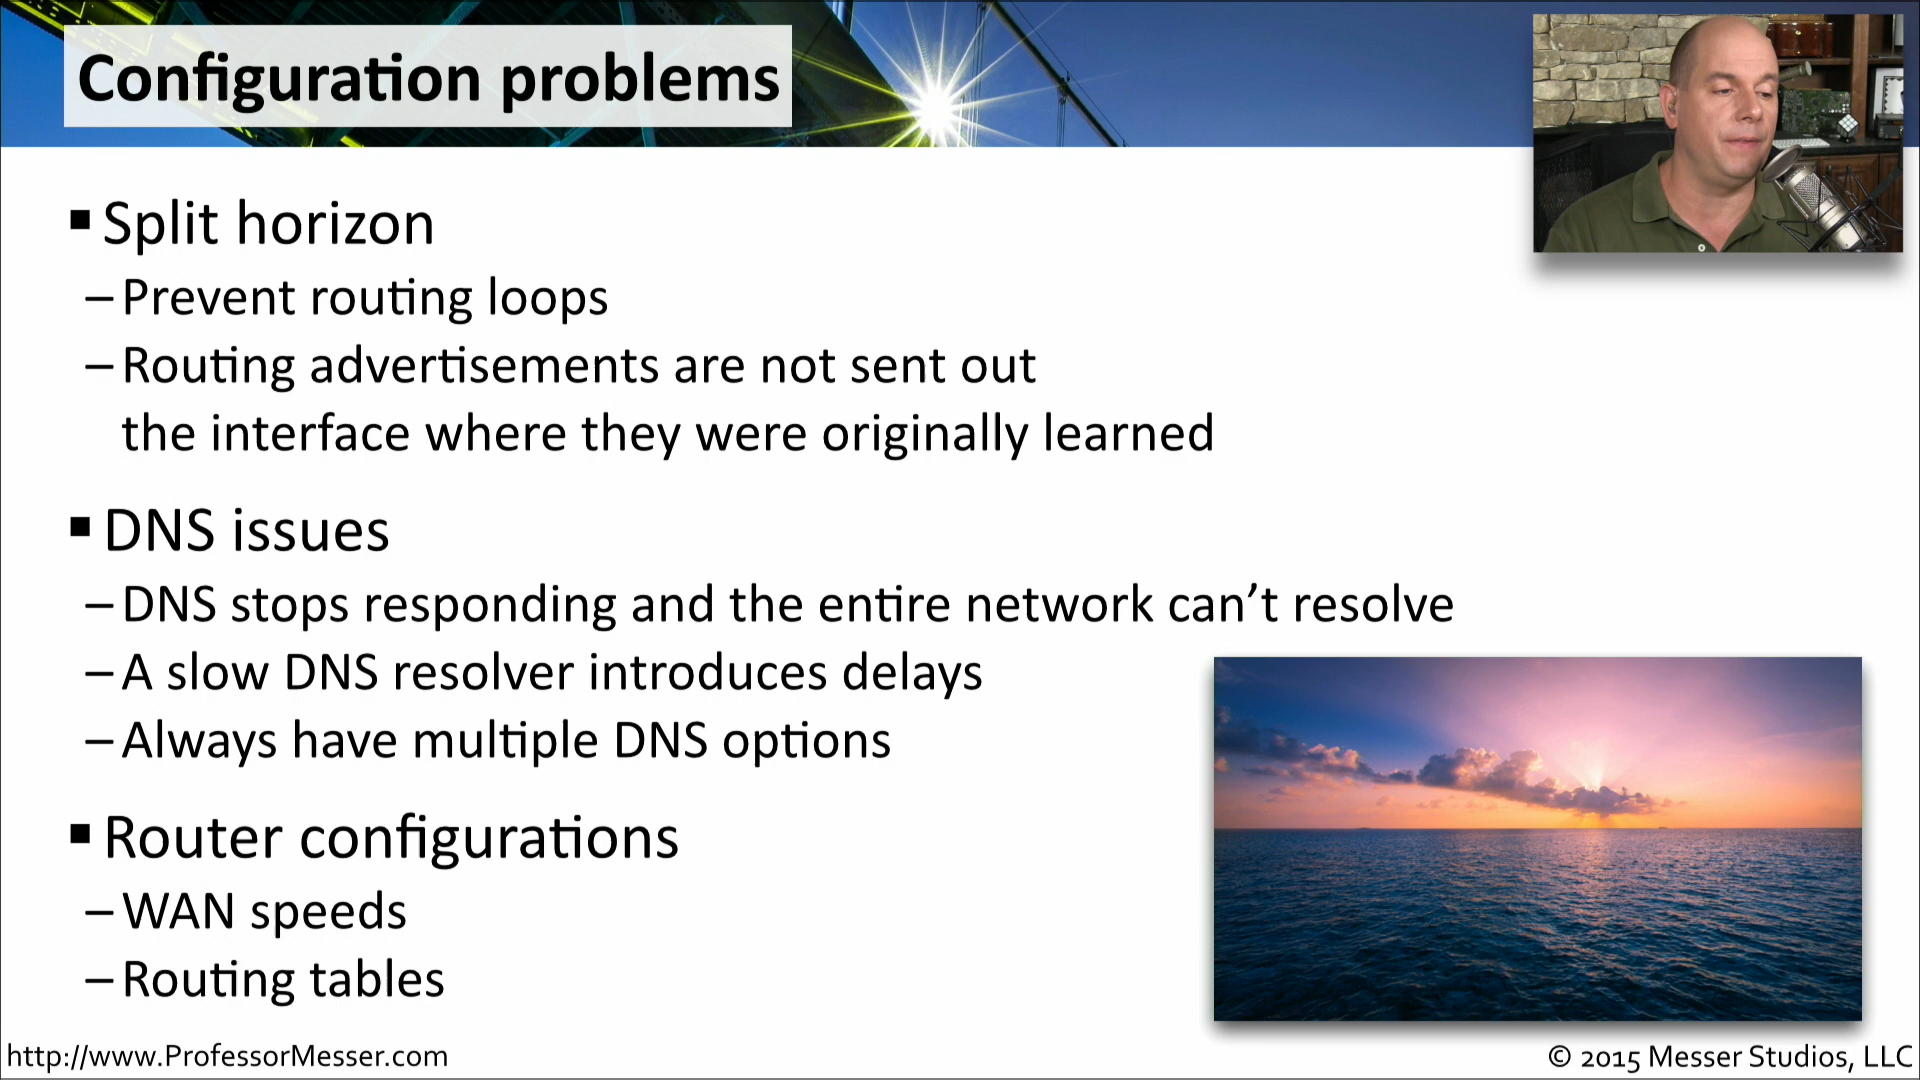 Configuration problems
▪ Split horizon
– Prevent routing loops
– Routing advertisements are not sent out
the interface where they were originally learned
▪ DNS issues
– DNS stops responding and the entire network can’t resolve
– A slow DNS resolver introduces delays
– Always have multiple DNS options
▪ Router configurations
– WAN speeds
– Routing tables
http://www.ProfessorMesser.com
© 2015 Messer Studios, LLC